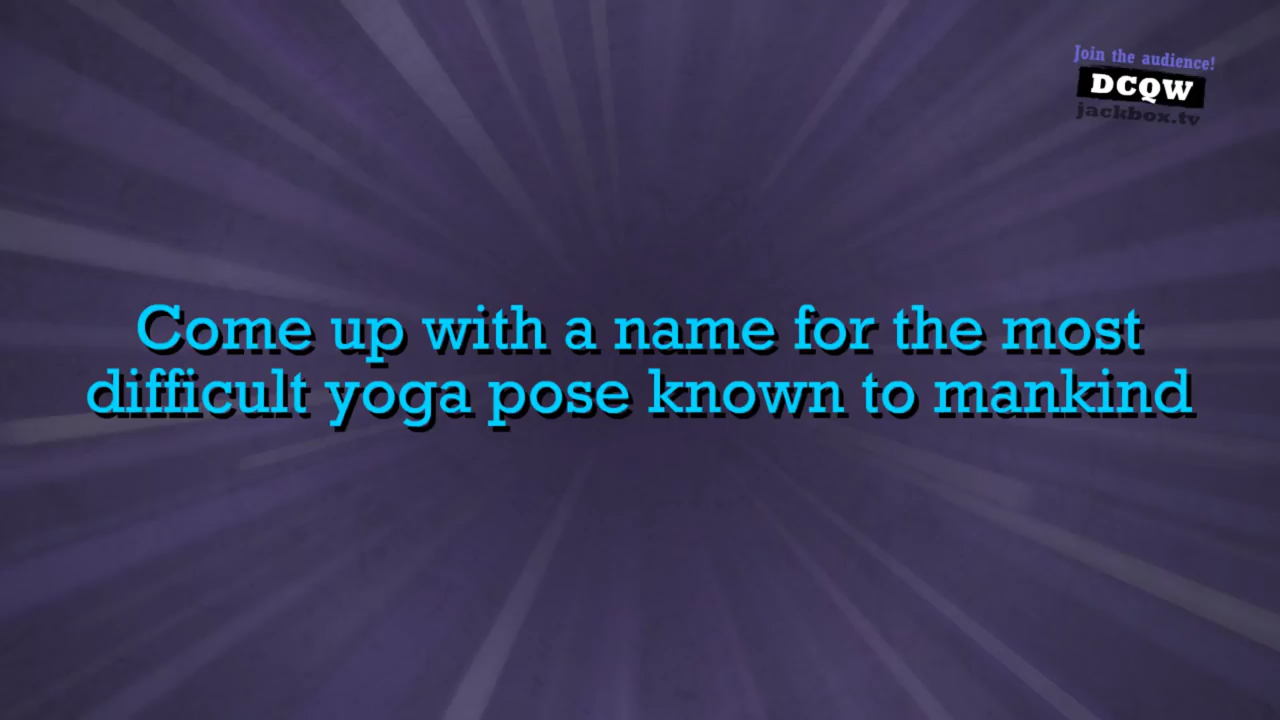 Join the audience!
DCQW
jackbox.tv
Come up with a name for the most
difficult yoga pose known to mankind